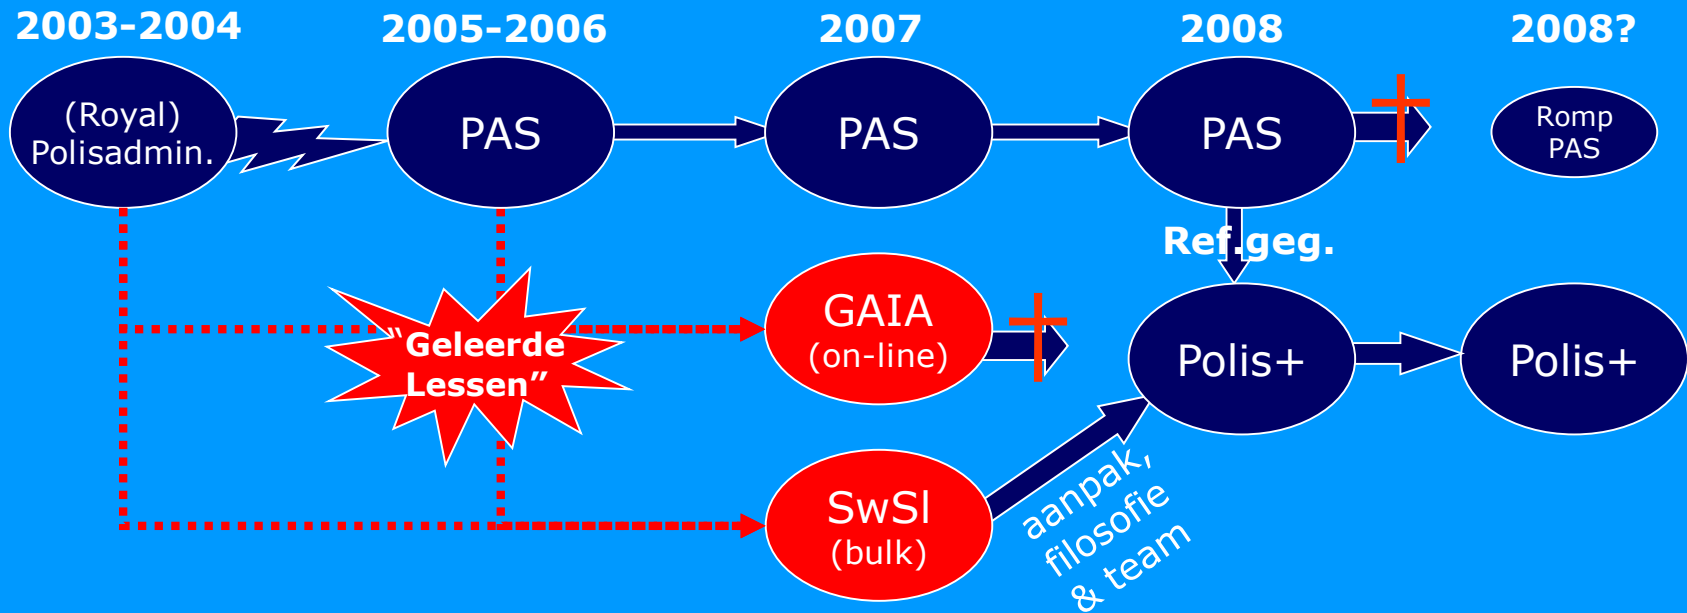 2003-2004
2005-2006
2007
2008
2008?
(Royal)
Polisadmin.
PAS
PAS
PAS
Romp
PAS
Ref.geg.
"Geleerde
Lessen"
GAIA
(on-line)
Polis+
Polis+
SwSl
(bulk)
aanpak,
filosofie
& team